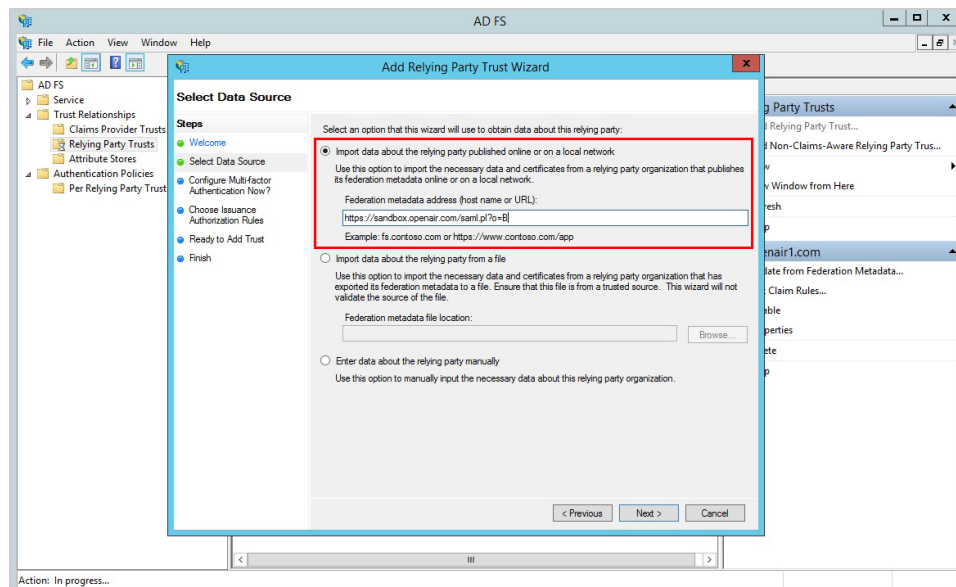 AD FS
File Action View Window Help
AD FS
Service
Trust Relationships
Claims Provider Trusts
Relying Party Trusts
Attribute Stores
Authentication Policies
Per Relying Party Trust
Add Relying Party Trust Wizard
X
Select Data Source
Steps
Welcome
Select Data Source
Configure Multi-factor
Authentication Now?
Choose Issuance
Authorization Rules
Ready to Add Trust
Finish
Select an option that this wizard will use to obtain data about this relying party:
Import data about the relying party published online or on a local network
Use this option to import the necessary data and certificates from a relying party organization that publishes
its federation metadata online or on a local network.
Federation metadata address (host name or URL):
https://sandbox.openair.com/saml.pl?o=B
Example: fs.contoso.com or https://www.contoso.com/app
Import data about the relying party from a file
Use this option to import the necessary data and certificates from a relying party organization that has
exported its federation metadata to a file. Ensure that this file is from a trusted source. This wizard will not
validate the source of the file.
Federation metadata file location:
Browse...
Enter data about the relying party manually
Use this option to manually input the necessary data about this relying party organization.
< Previous Next > Cancel
g Party Trusts
Relying Party Trust...
Non-Claims-Aware Relying Party Trus...
w
Window from Here
resh
p
enair1.com
date from Federation Metadata...
Claim Rules...
able
perties
ete
p
Action: In progress...